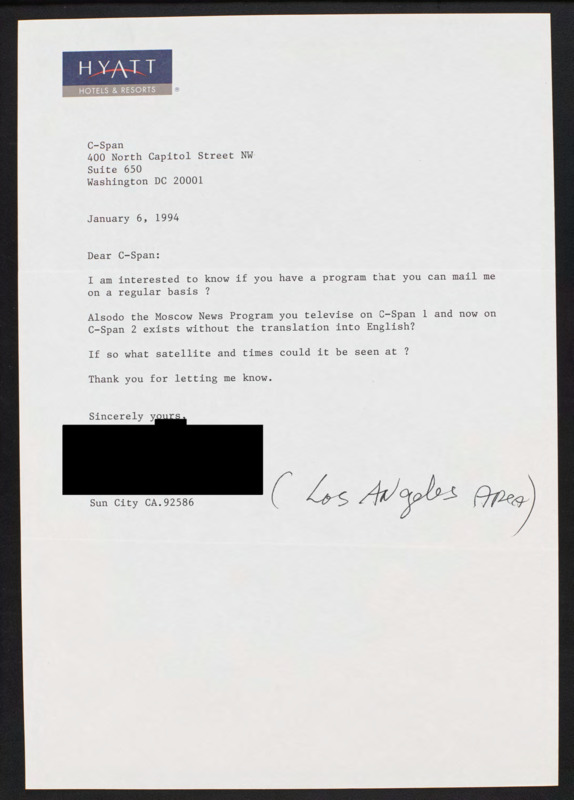 HYATT
HOTELS & RESORTS ®
C-Span
400 North Capitol Street NW
Suite 650
Washington DC 20001
January 6, 1994
Dear C-Span:
I am interested to know if you have a program that you can mail me
on a regular basis ?
Alsodo the Moscow News Program you televise on C-Span 1 and now on
C-Span 2 exists without the translation into English?
If so what satellite and times could it be seen at ?
Thank you for letting me know.
Sincerely yours,
Sun City CA.92586
(Los Angeles Area)